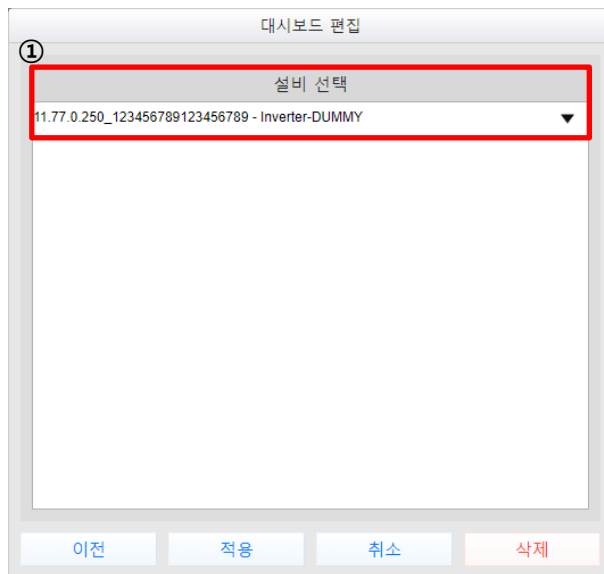 대시보드 편집
①
설비 선택
11.77.0.250_123456789123456789 - Inverter-DUMMY
이전 적용 취소 삭제